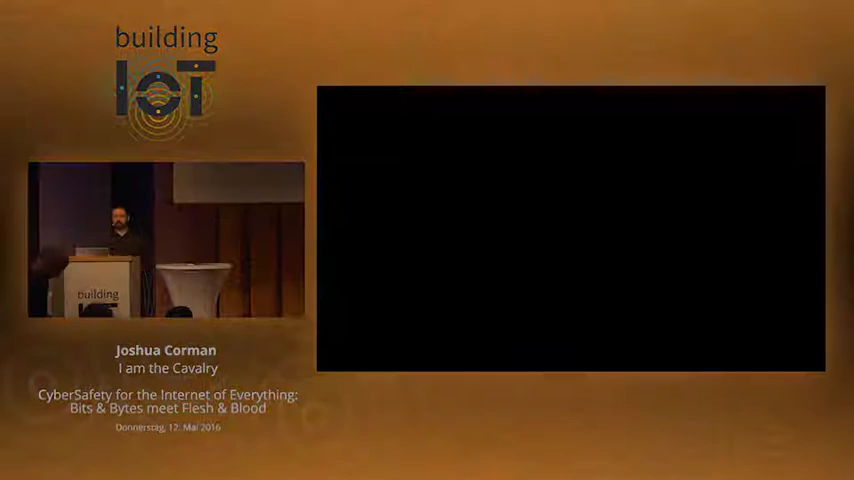 building
IoT
building
Joshua Corman
I am the Cavalry
CyberSafety for the Internet of Everything:
Bits & Bytes meet Flesh & Blood
Donnerstag, 12. Mai 2016